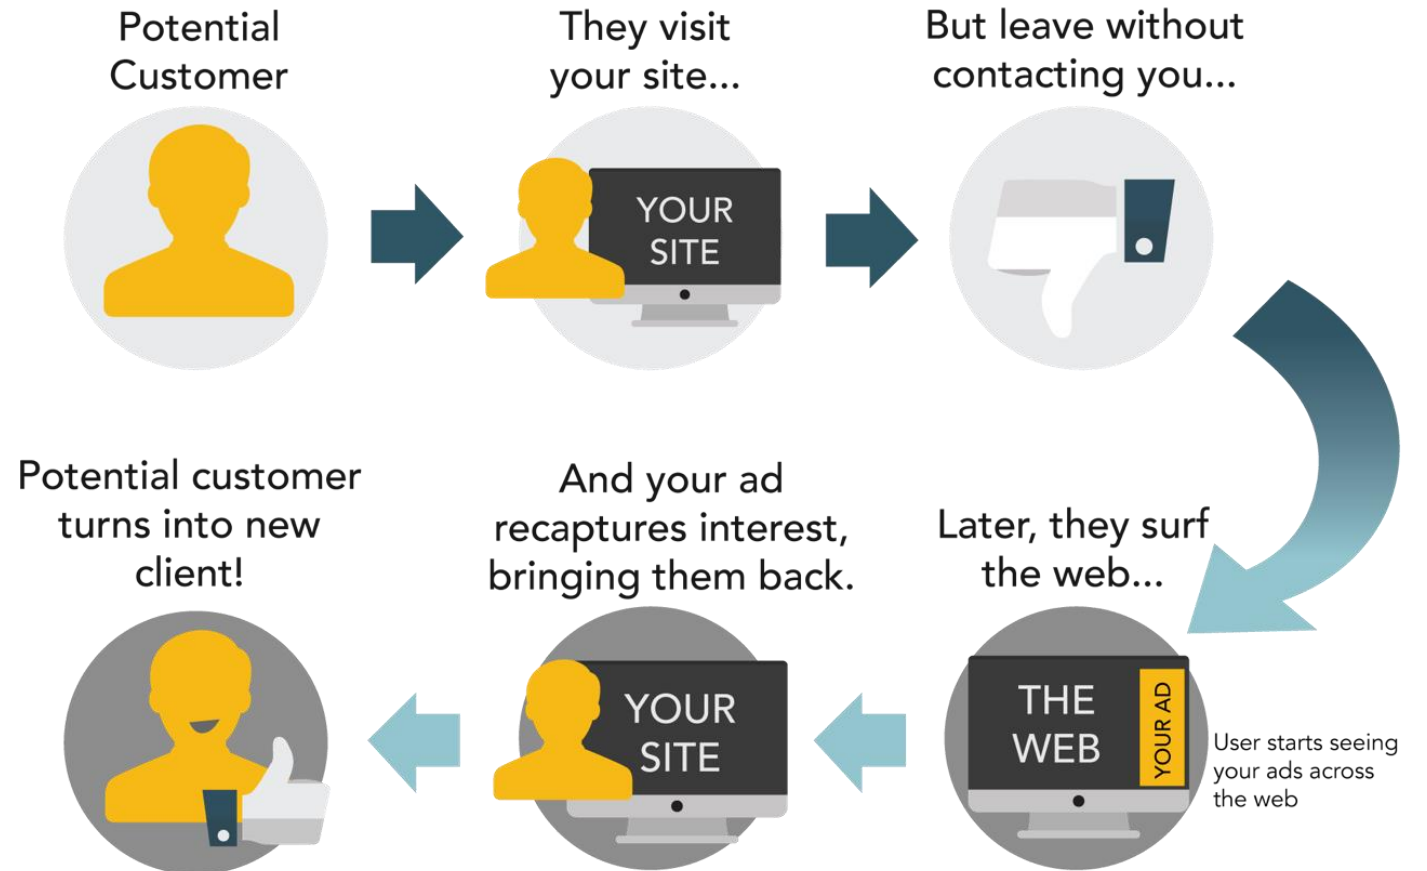 Potential
Customer
They visit
your site...
But leave without
contacting you...
YOUR
SITE
Later, they surf
the web...
THE
WEB
YOUR AD
User starts seeing
your ads across
the web
And your ad
recaptures interest,
bringing them back.
YOUR
SITE
Potential customer
turns into new
client!